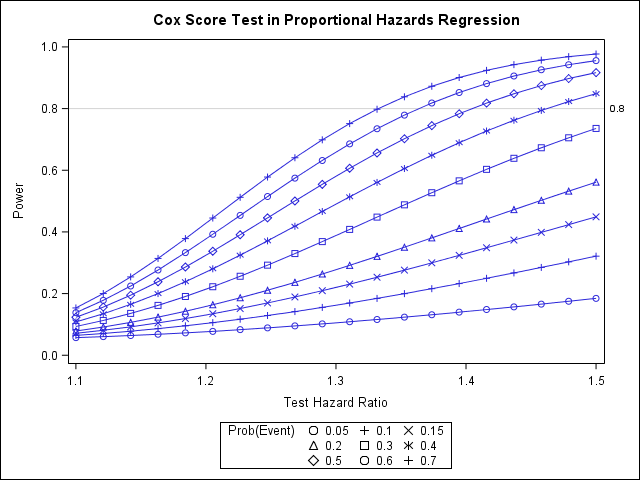 Cox Score Test in Proportional Hazards Regression
1.0
0.8
0.8
0.6
0.4
0.2
0.0
Power
1.1 1.2 1.3 1.4 1.5
Test Hazard Ratio
Prob(Event) 0.05 0.1 0.15
0.2 0.3 0.4
0.5 0.6 0.7